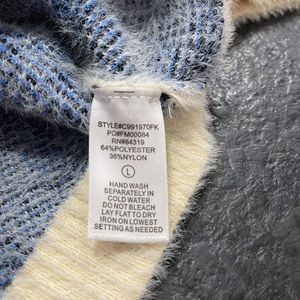 STYLE#C991970FK
PO#FM00084
RN#84319
64%POLYESTER
36%NYLON
L
HAND WASH
SEPARATELY IN
COLD WATER
DO NOT BLEACH
LAY FLAT TO DRY
IRON ON LOWEST
SETTING AS NEEDED